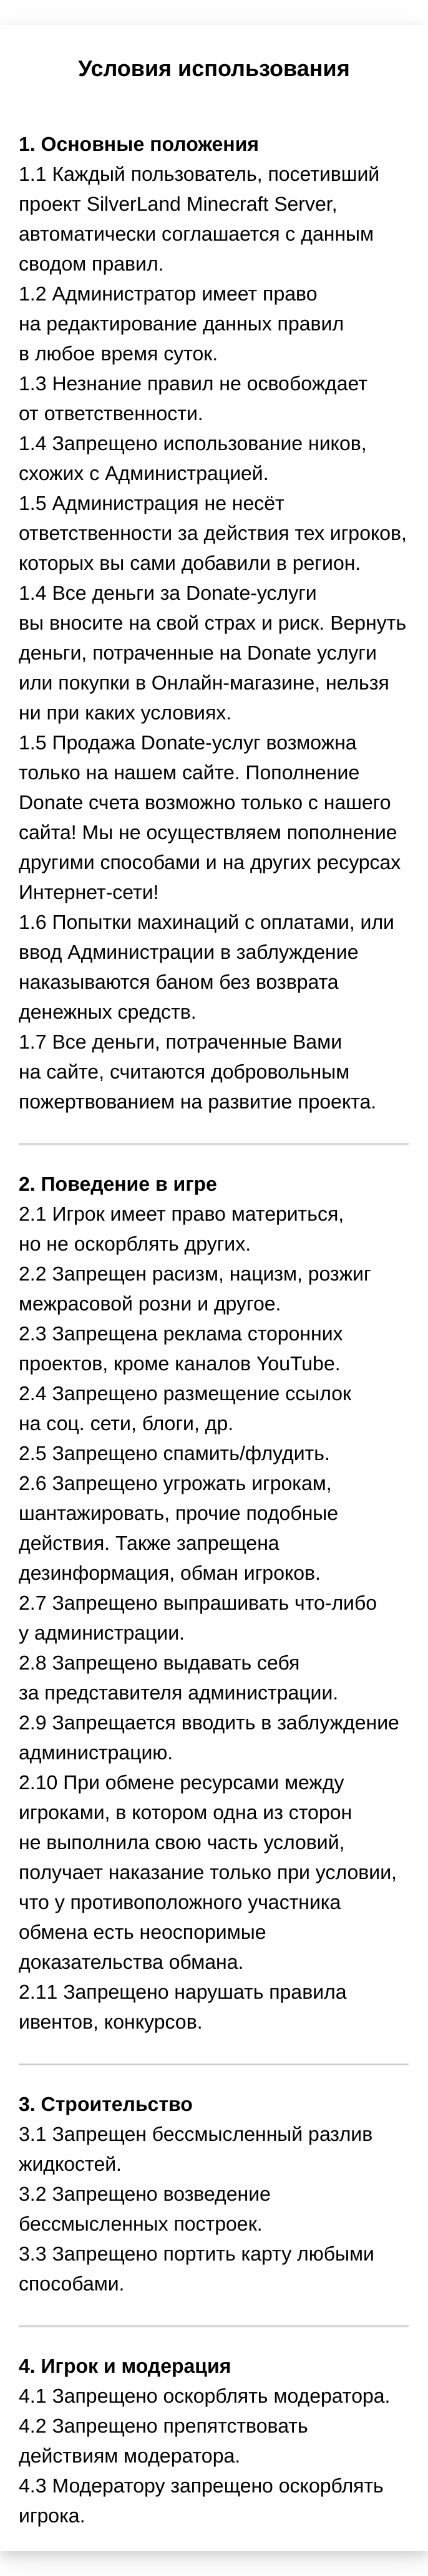 Условия использования
1. Основные положения
1.1 Каждый пользователь, посетивший
проект SilverLand Minecraft Server,
автоматически соглашается с данным
сводом правил.
1.2 Администратор имеет право
на редактирование данных правил
в любое время суток.
1.3 Незнание правил не освобождает
от ответственности.
1.4 Запрещено использование ников,
схожих с Администрацией.
1.5 Администрация не несёт
ответственности за действия тех игроков,
которых вы сами добавили в регион.
1.4 Все деньги за Donate-услуги
вы вносите на свой страх и риск. Вернуть
деньги, потраченные на Donate услуги
или покупки в Онлайн-магазине, нельзя
ни при каких условиях.
1.5 Продажа Donate-услуг возможна
только на нашем сайте. Пополнение
Donate счета возможно только с нашего
сайта! Мы не осуществляем пополнение
другими способами и на других ресурсах
Интернет-сети!
1.6 Попытки махинаций с оплатами, или
ввод Администрации в заблуждение
наказываются баном без возврата
денежных средств.
1.7 Все деньги, потраченные Вами
на сайте, считаются добровольным
пожертвованием на развитие проекта.
2. Поведение в игре
2.1 Игрок имеет право материться,
но не оскорблять других.
2.2 Запрещен расизм, нацизм, розжиг
межрасовой розни и другое.
2.3 Запрещена реклама сторонних
проектов, кроме каналов YouTube.
2.4 Запрещено размещение ссылок
на соц. сети, блоги, др.
2.5 Запрещено спамить/флудить.
2.6 Запрещено угрожать игрокам,
шантажировать, прочие подобные
действия. Также запрещена
дезинформация, обман игроков.
2.7 Запрещено выпрашивать что-либо
у администрации.
2.8 Запрещено выдавать себя
за представителя администрации.
2.9 Запрещается вводить в заблуждение
администрацию.
2.10 При обмене ресурсами между
игроками, в котором одна из сторон
не выполнила свою часть условий,
получает наказание только при условии,
что у противоположного участника
обмена есть неоспоримые
доказательства обмана.
2.11 Запрещено нарушать правила
ивентов, конкурсов.
3. Строительство
3.1 Запрещен бессмысленный разлив
жидкостей.
3.2 Запрещено возведение
бессмысленных построек.
3.3 Запрещено портить карту любыми
способами.
4. Игрок и модерация
4.1 Запрещено оскорблять модератора.
4.2 Запрещено препятствовать
действиям модератора.
4.3 Модератору запрещено оскорблять
игрока.